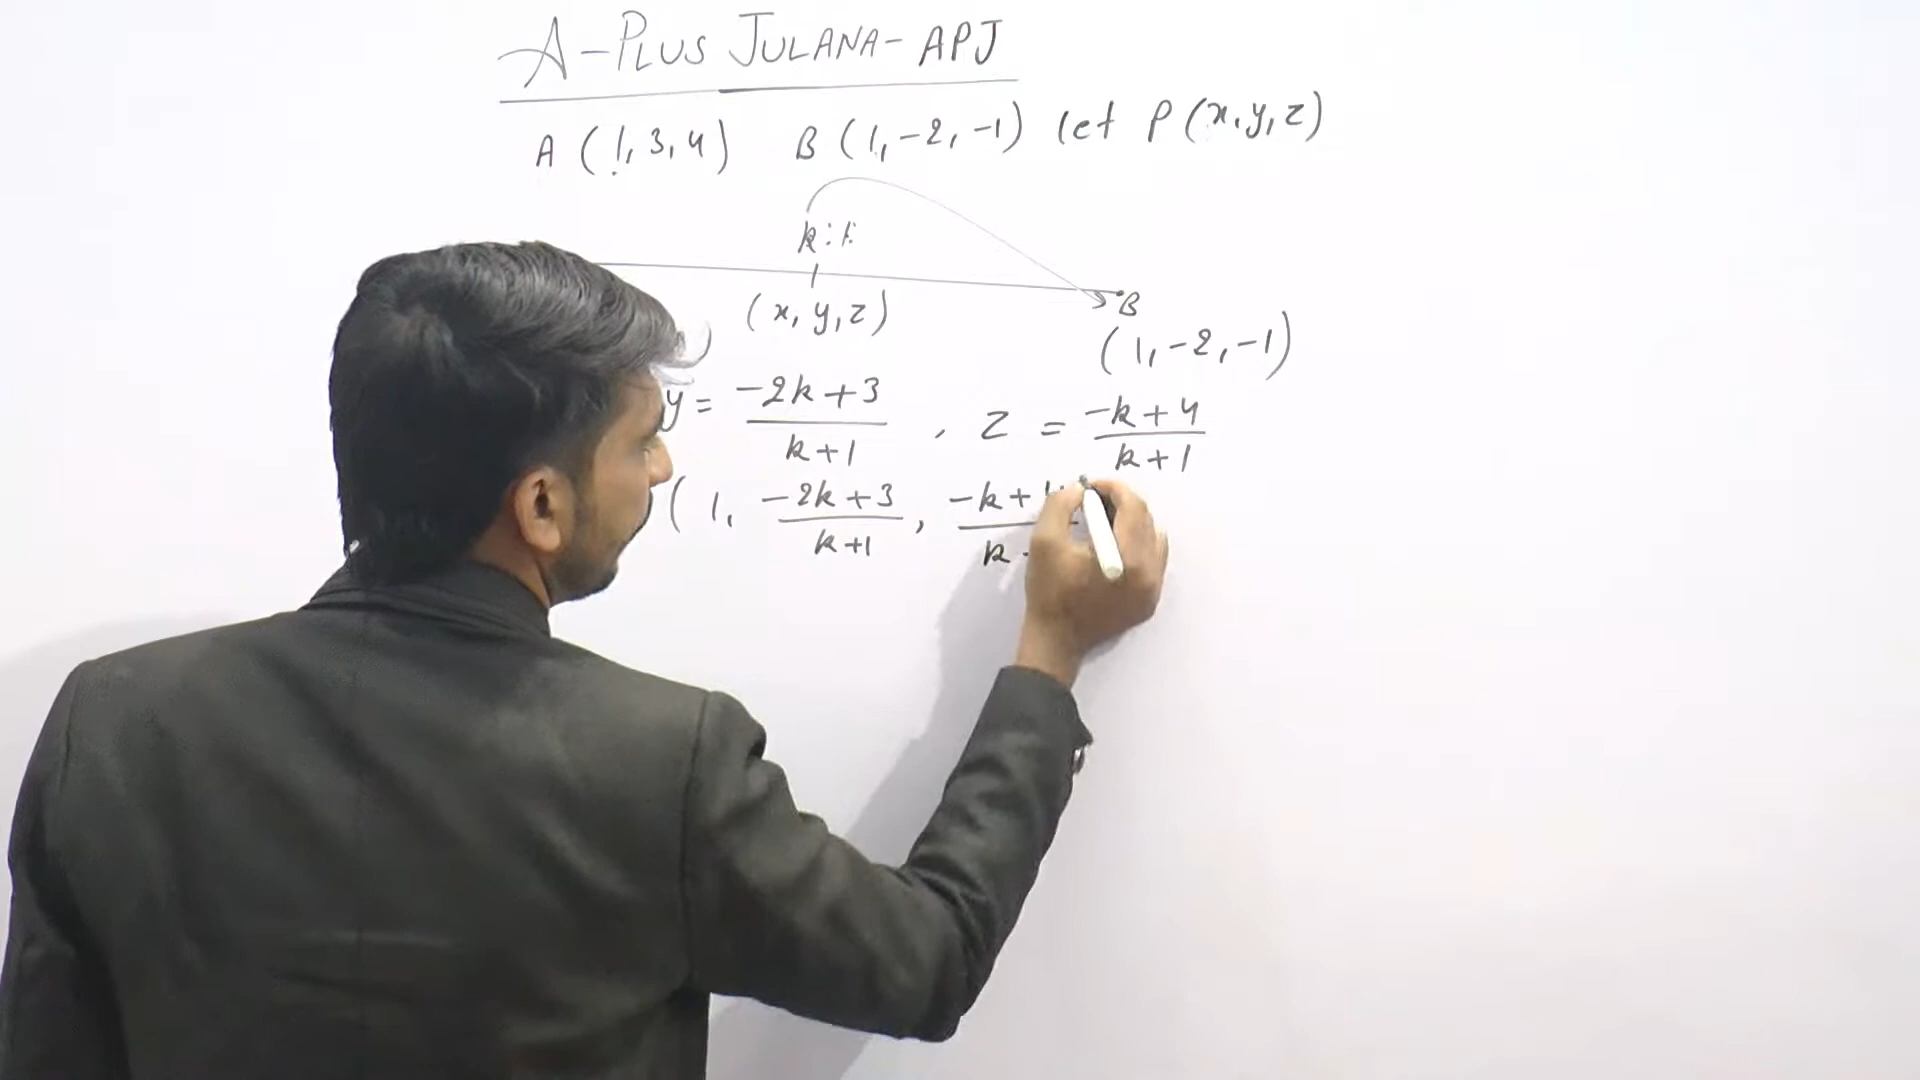 A-PLUS JULANA-APJ
A (1, 3, 4) B (1, -2, -1) let P (x, y, z)
k:1
(x, y, z)
B
(1, -2, -1)
y = -2k+3 / k+1 , z = -k+4 / k+1
( 1, -2k+3 / k+1 , -k+ / k